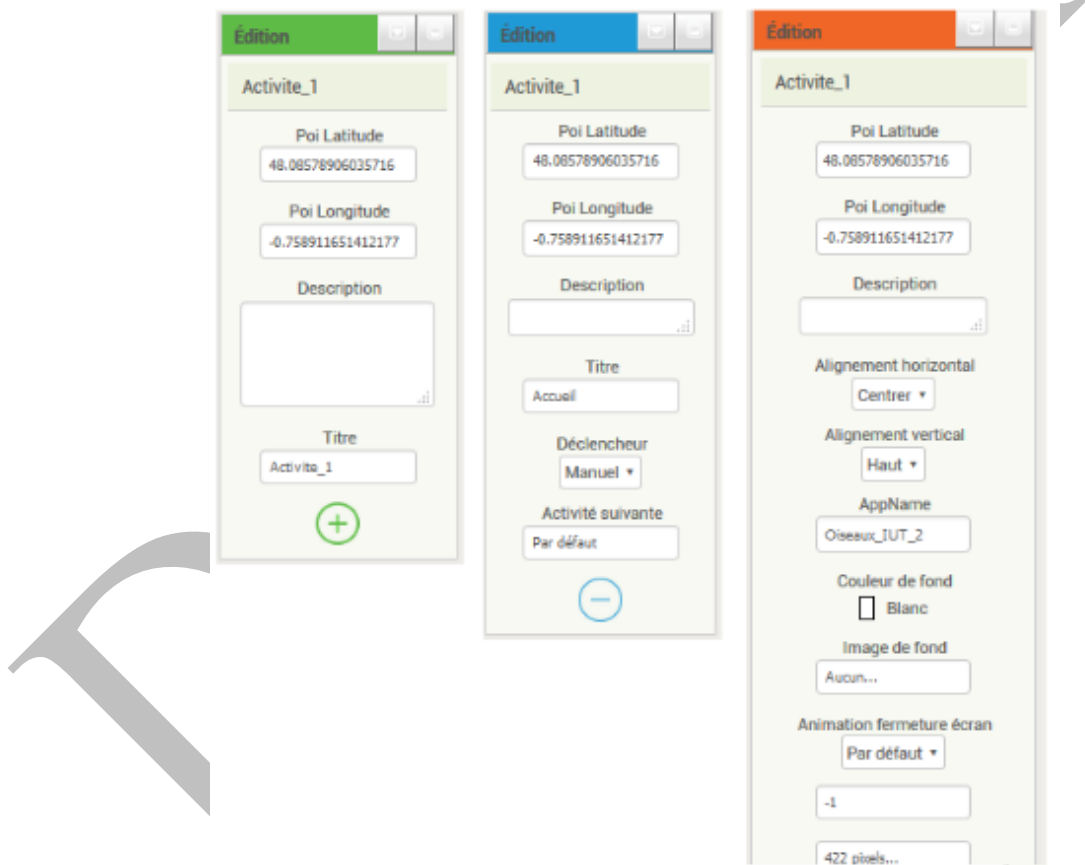 Édition
Activite_1
Poi Latitude
48.08578906035716
Poi Longitude
-0.758911651412177
Description
Titre
Activite_1
Édition
Activite_1
Poi Latitude
48.08578906035716
Poi Longitude
-0.758911651412177
Description
Titre
Accueil
Déclencheur
Manuel
Activité suivante
Par défaut
Édition
Activite_1
Poi Latitude
48.08578906035716
Poi Longitude
-0.758911651412177
Description
Alignement horizontal
Centrer
Alignement vertical
Haut
AppName
Oiseaux_IUT_2
Couleur de fond
Blanc
Image de fond
Aucun...
Animation fermeture écran
Par défaut
-1
422 pixels...